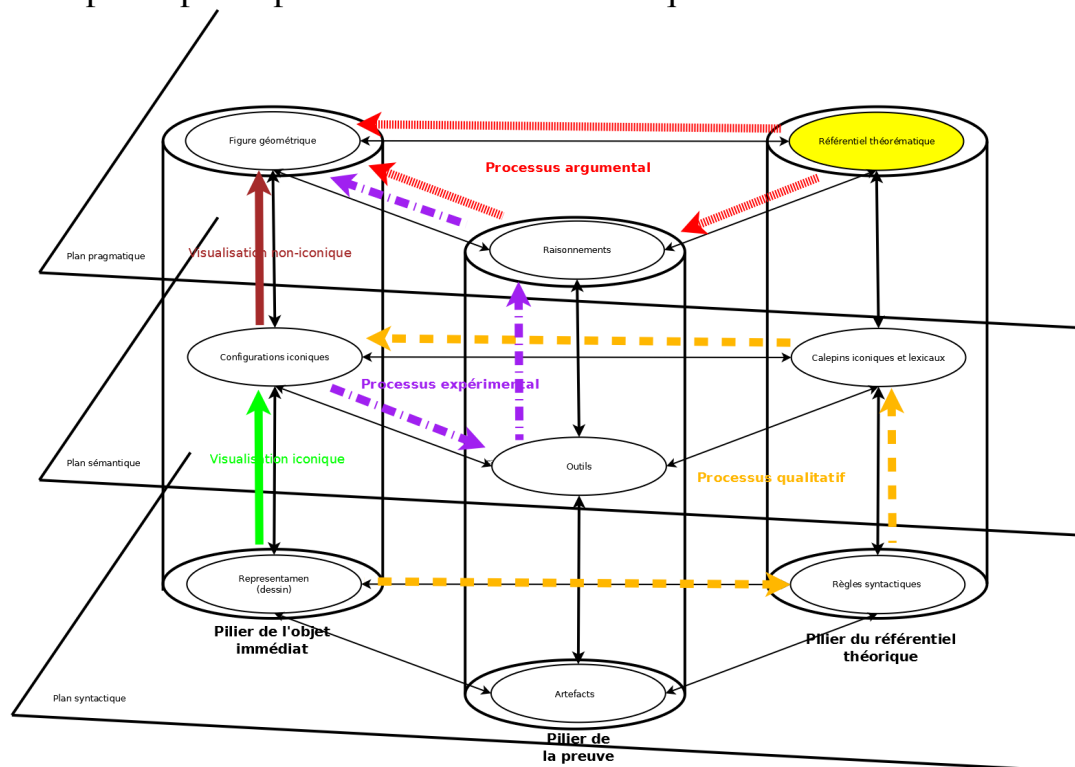 Figure géométrique
Référentiel théorématique
Processus argumental
Raisonnements
Visualisation non-iconique
Plan pragmatique
Configurations iconiques
Calepins iconiques et lexicaux
Processus expérimental
Visualisation iconique
Plan sémantique
Outils
Processus qualitatif
Representamen
(dessin)
Règles syntactiques
Pilier de l'objet
immédiat
Pilier du référentiel
théorique
Plan syntactique
Artefacts
Pilier de
la preuve